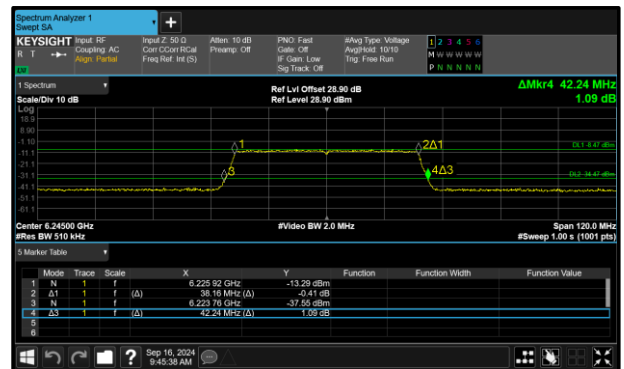 Spectrum Analyzer 1
Swept SA
+
KEYSIGHT Input: RF Input Z: 50 Ω Atten: 10 dB PNO: Fast #Avg Type: Voltage 1 2 3 4 5 6
R T Coupling: AC Corr CCorr RCal Preamp: Off Gate: Off Avg|Hold: 10/10 M W W W W W
Align: Partial Freq Ref: Int (S) IF Gain: Low Trig: Free Run P N N N N N
Sig Track: Off
1 Spectrum
Ref Lvl Offset 28.90 dB ΔMkr4 42.24 MHz
Scale/Div 10 dB Ref Level 28.90 dBm 1.09 dB
Log
18.9
8.90
-1.10
-11.1
-21.1
-31.1
-41.1
-51.1
-61.1
1
2Δ1
3
4Δ3
DL1 -8.47 dBm
DL2 -34.47 dBm
Center 6.24500 GHz #Video BW 2.0 MHz Span 120.0 MHz
#Res BW 510 kHz #Sweep 1.00 s (1001 pts)
5 Marker Table
Mode Trace Scale X Y Function Function Width Function Value
1 N 1 f 6.225 92 GHz -13.29 dBm
2 Δ1 1 f (Δ) 38.16 MHz (Δ) -0.41 dB
3 N 1 f 6.223 76 GHz -37.55 dBm
4 Δ3 1 f (Δ) 42.24 MHz (Δ) 1.09 dB
5
6
? Sep 16, 2024
9:45:38 AM